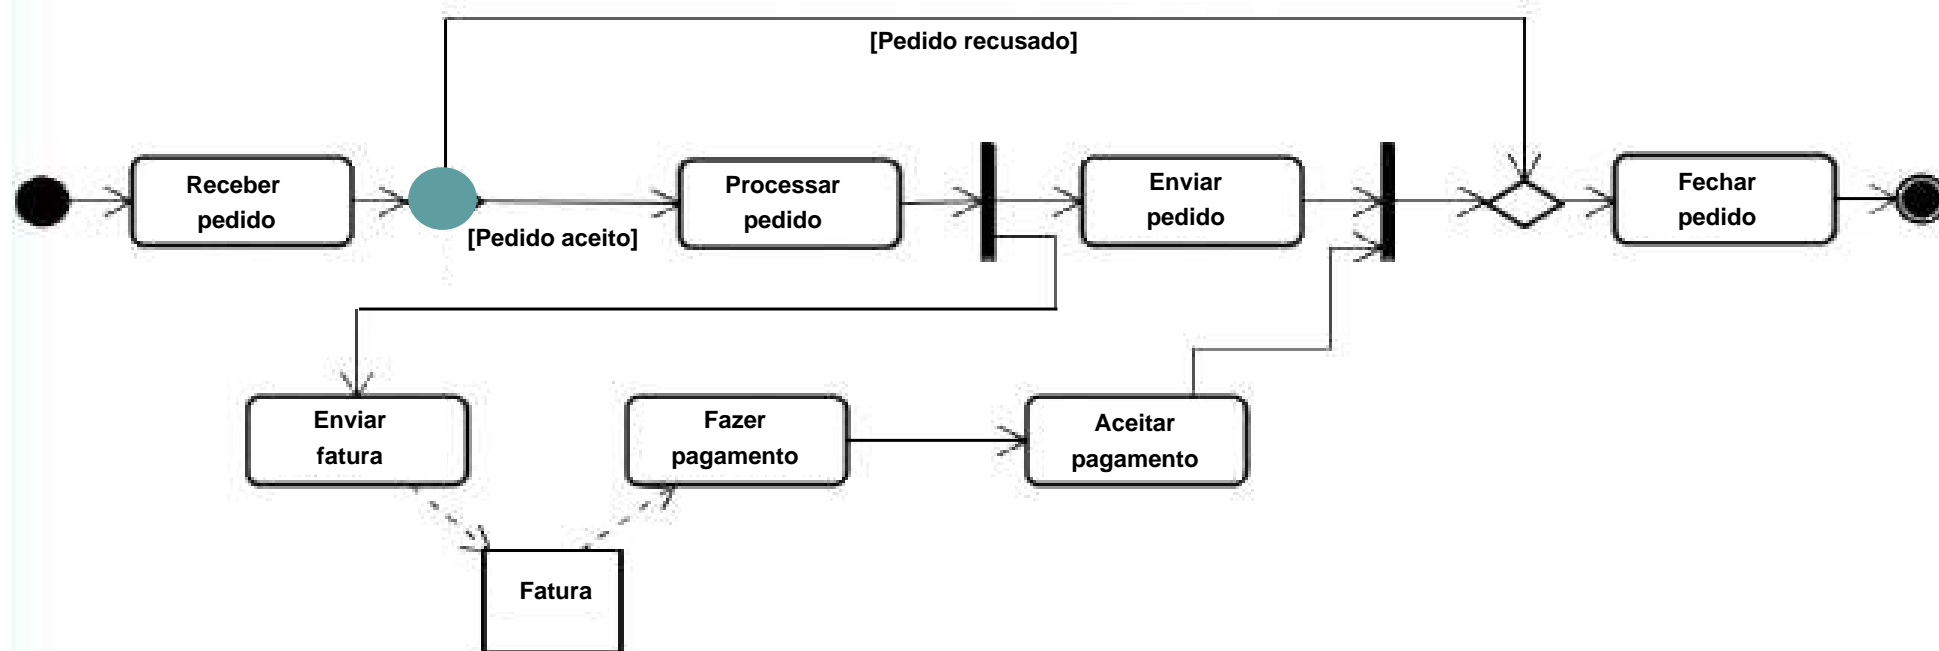 [Pedido recusado]
Receber
pedido
[Pedido aceito]
Processar
pedido
Enviar
pedido
Fechar
pedido
Enviar
fatura
Fazer
pagamento
Aceitar
pagamento
Fatura